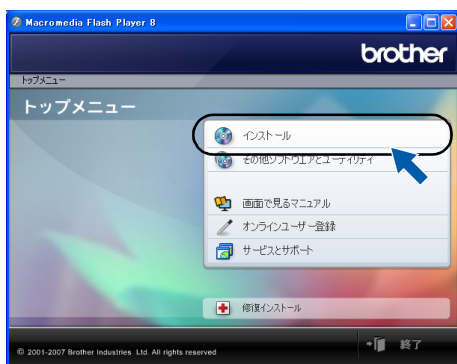 Macromedia Flash Player 8
brother
トップメニュー
トップメニュー
インストール
その他ソフトウェアとユーティリティ
画面で見るマニュアル
オンラインユーザー登録
サービスとサポート
修復インストール
© 2001-2007 Brother Industries Ltd. All rights reserved
終了